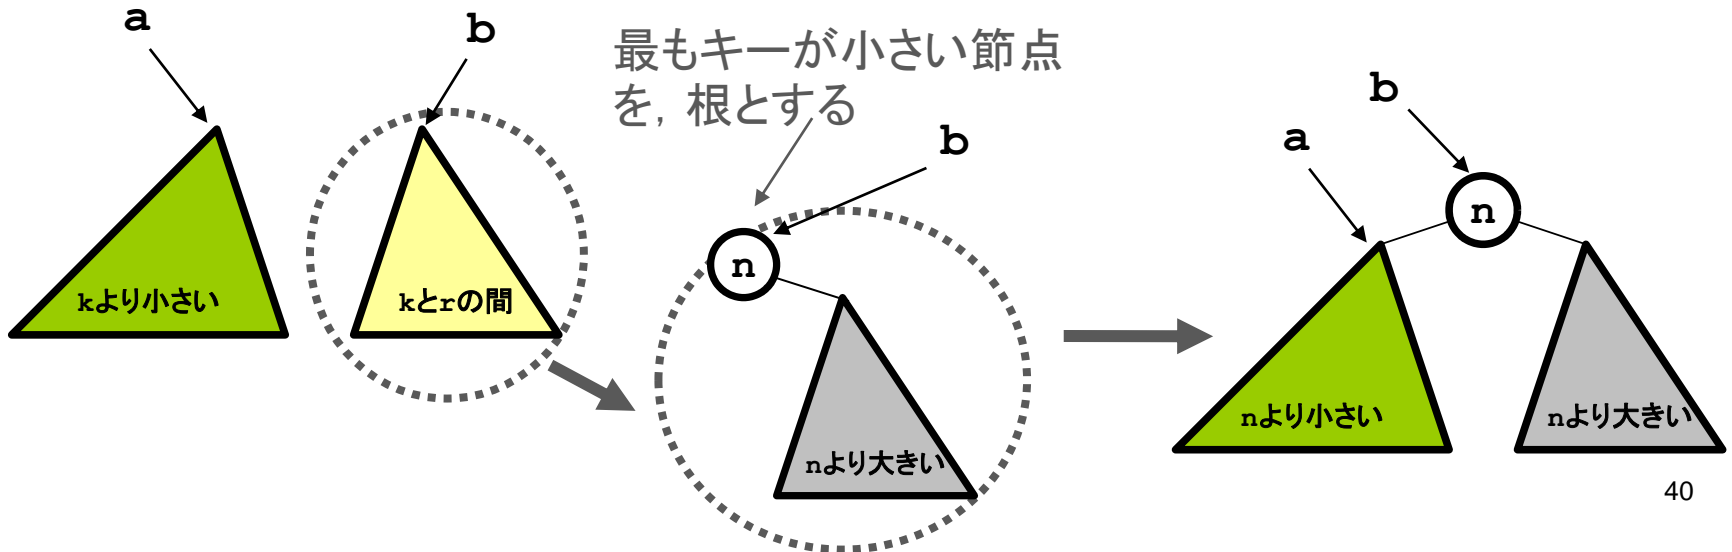 a
b
最もキーが小さい節点
を，根とする
kより小さい
kとrの間
b
n
nより大きい
b
a
n
nより小さい
nより大きい
40